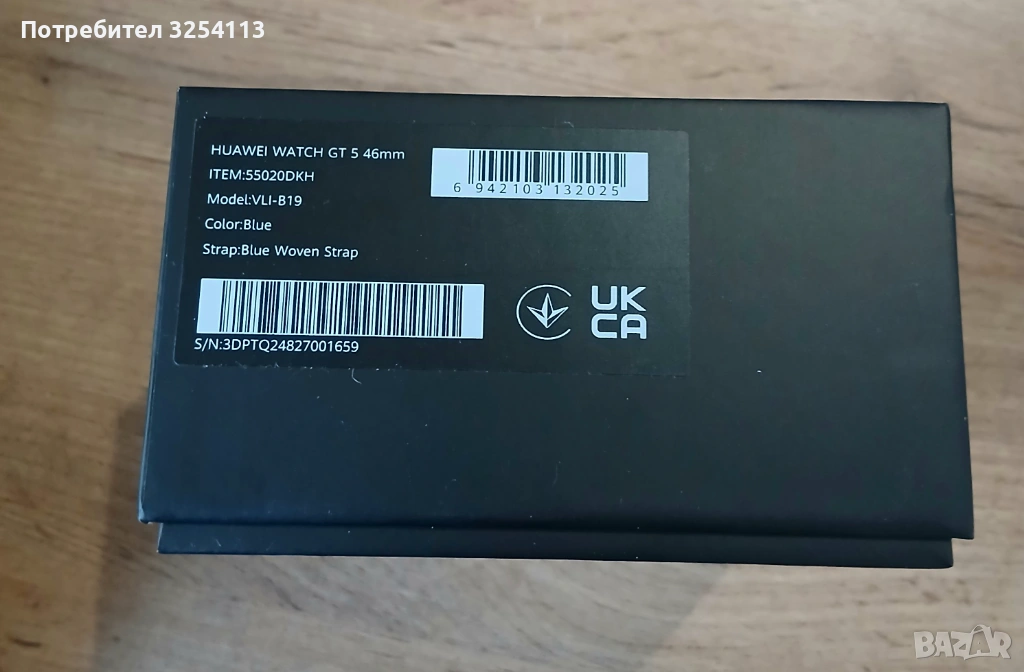 Потребител 3254113
HUAWEI WATCH GT 5 46mm
ITEM:55020DKH
Model:VLI-B19
Color:Blue
Strap:Blue Woven Strap
6 942103 132025
S/N:3DPTQ24827001659
UK
CA
BAZAR